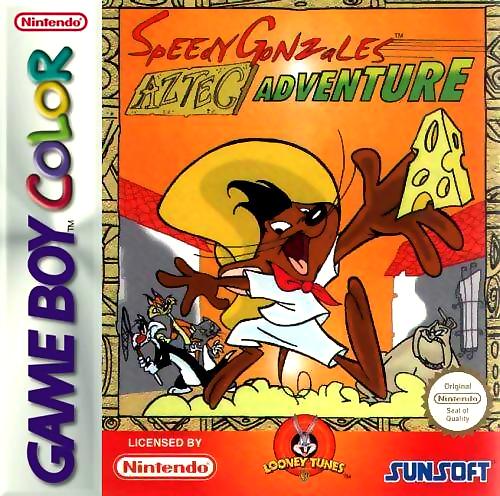 Nintendo
GAME BOY COLOR
TM
SPEEDY GONZALES™
AZTEC ADVENTURE
Original
Nintendo
Seal of
Quality
LICENSED BY
Nintendo
LOONEY TUNES
TM
SUNSOFT